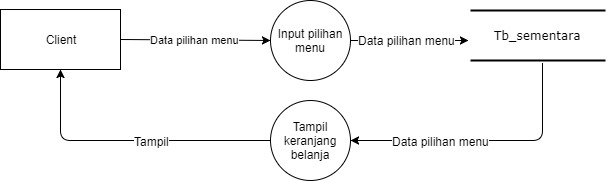 Client
Data pilihan menu
Input pilihan
menu
Data pilihan menu
Tb_sementara
Tampil
Tampil
keranjang
belanja
Data pilihan menu